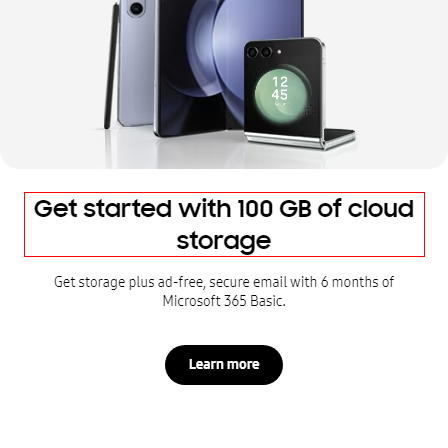 12
45
Get started with 100 GB of cloud
storage
Get storage plus ad-free, secure email with 6 months of
Microsoft 365 Basic.
Learn more